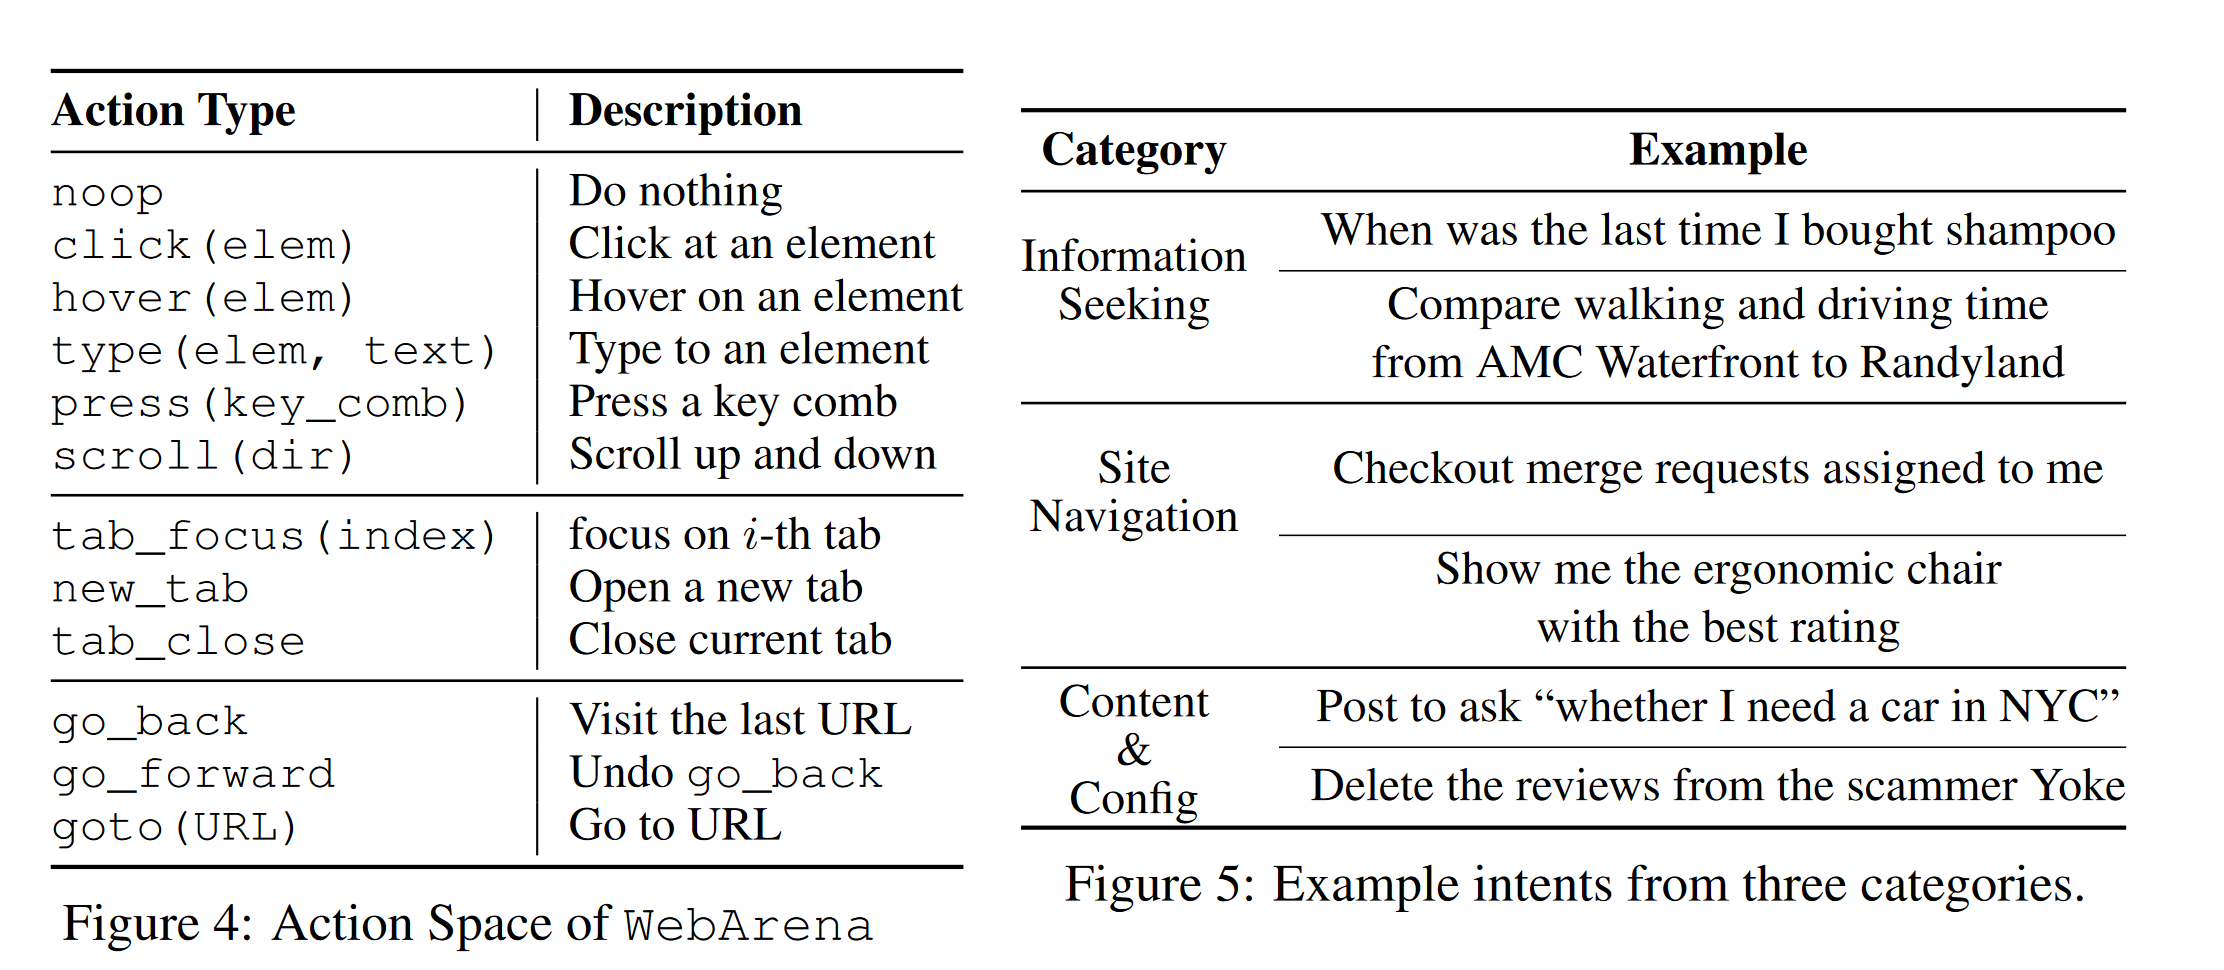 Action Type Description
noop Do nothing
click(elem) Click at an element
hover(elem) Hover on an element
type(elem, text) Type to an element
press(key_comb) Press a key comb
scroll(dir) Scroll up and down
tab_focus(index) focus on i-th tab
new_tab Open a new tab
tab_close Close current tab
go_back Visit the last URL
go_forward Undo go_back
goto(URL) Go to URL
Figure 4: Action Space of WebArena
Category Example
Information
Seeking
When was the last time I bought shampoo
Compare walking and driving time
from AMC Waterfront to Randyland
Site
Navigation
Checkout merge requests assigned to me
Show me the ergonomic chair
with the best rating
Content
&
Config
Post to ask “whether I need a car in NYC”
Delete the reviews from the scammer Yoke
Figure 5: Example intents from three categories.